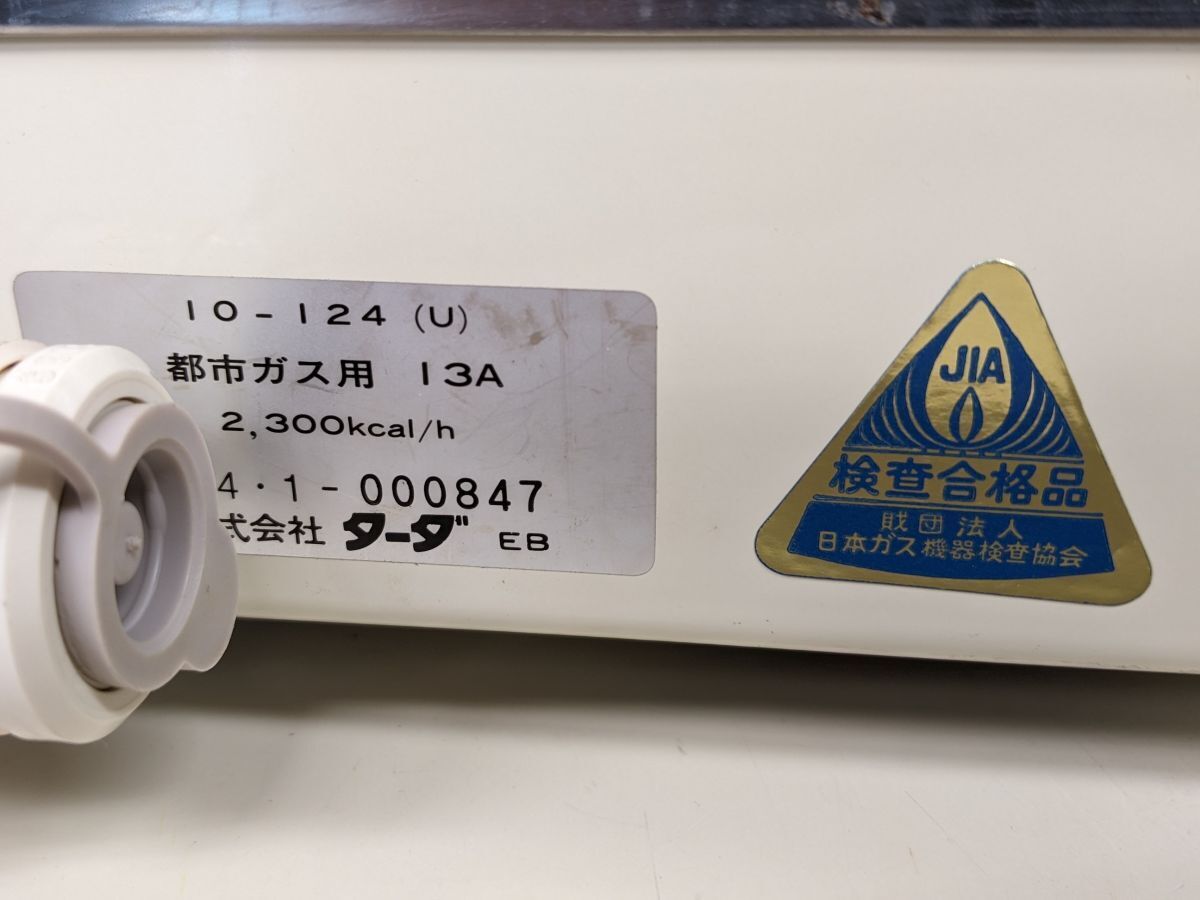 10-124 (U)
都市ガス用 13A
2,300kcal/h
4・1-000847
式会社 ターダ EB
JIA
検査合格品
財団法人
日本ガス機器検査協会